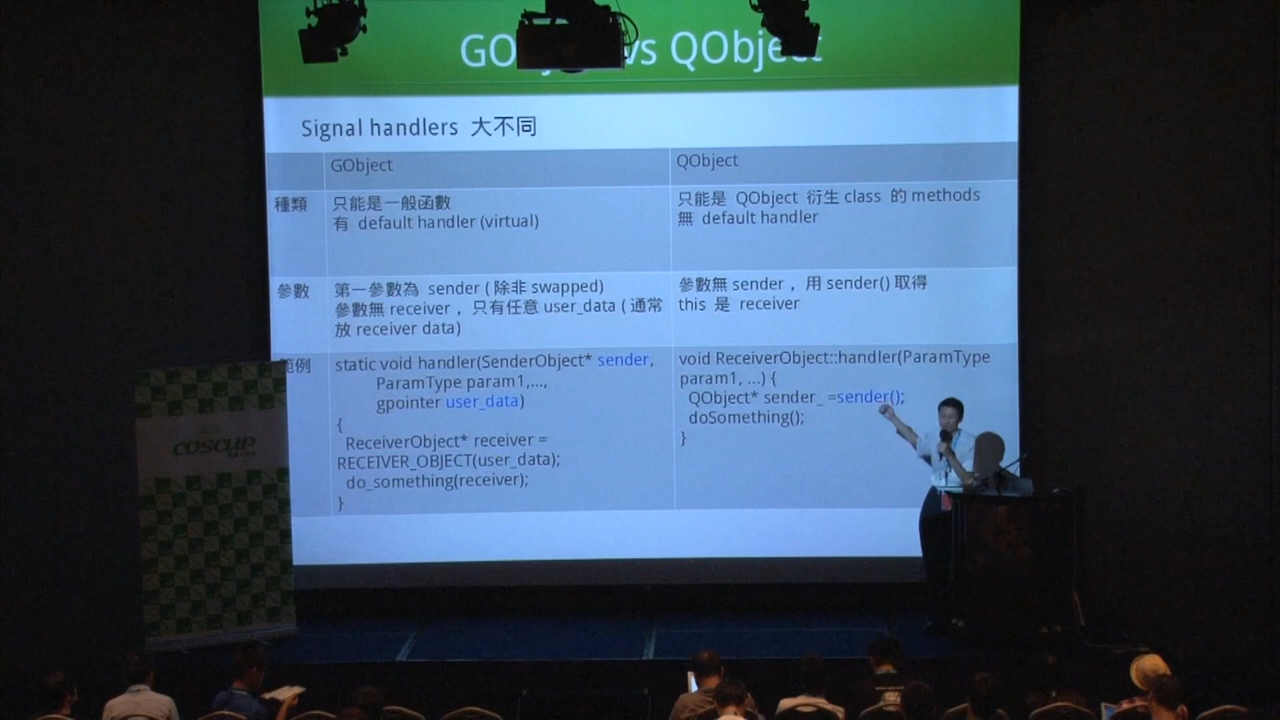 vs QObject
Signal handlers 大不同
GObject
QObject
種類
只能是一般函數
有 default handler (virtual)
只能是 QObject 衍生 class 的 methods
無 default handler
參數
第一參數為 sender ( 除非 swapped)
參數無 receiver ， 只有任意 user_data ( 通常
放 receiver data)
參數無 sender ， 用 sender() 取得
this 是 receiver
範例
static void handler(SenderObject* sender,
ParamType param1,...,
gpointer user_data)
{
ReceiverObject* receiver =
RECEIVER_OBJECT(user_data);
do_something(receiver);
}
void ReceiverObject::handler(ParamType
param1, ...) {
QObject* sender_ =sender();
doSomething();
}
COSCUP